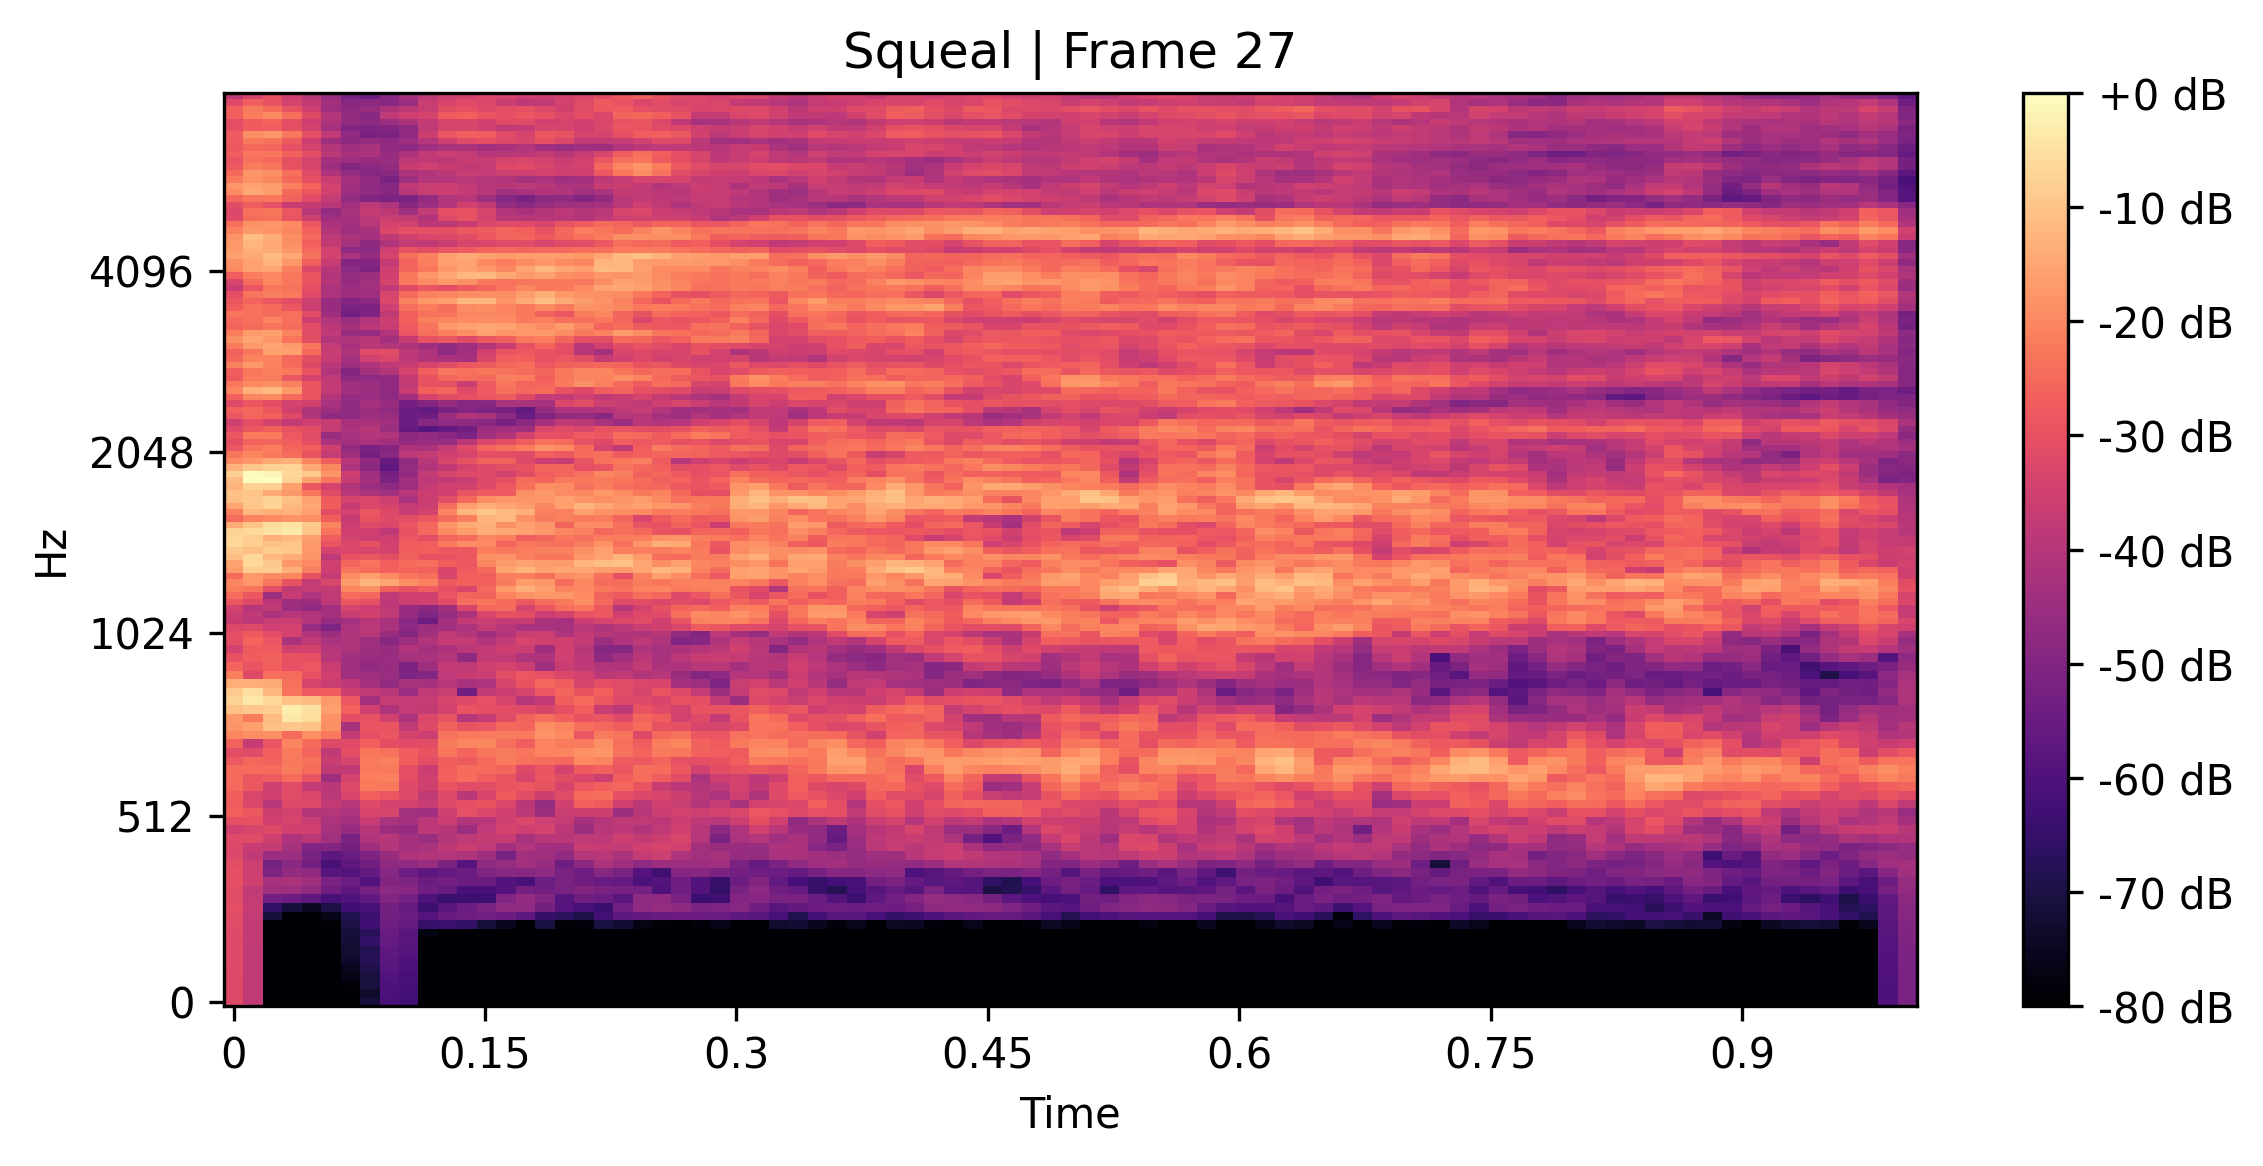 Squeal | Frame 27
Hz
4096
2048
1024
512
0
0 0.15 0.3 0.45 0.6 0.75 0.9
Time
+0 dB
-10 dB
-20 dB
-30 dB
-40 dB
-50 dB
-60 dB
-70 dB
-80 dB